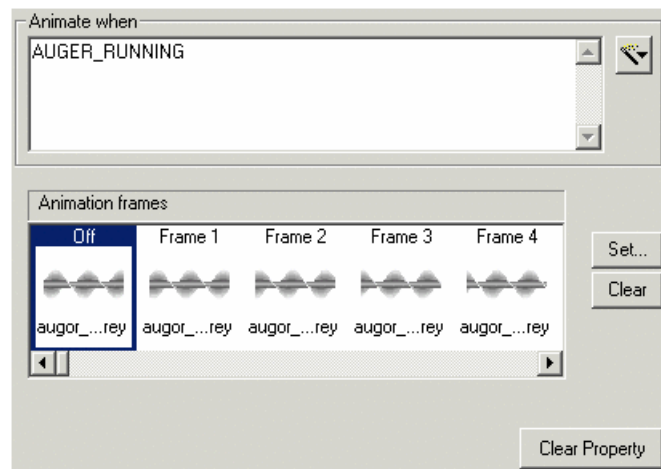 Animate when
AUGER_RUNNING
Animation frames
Off Frame 1 Frame 2 Frame 3 Frame 4
augor_...rey augor_...rey augor_...rey augor_...rey augor_...rey
Set...
Clear
Clear Property